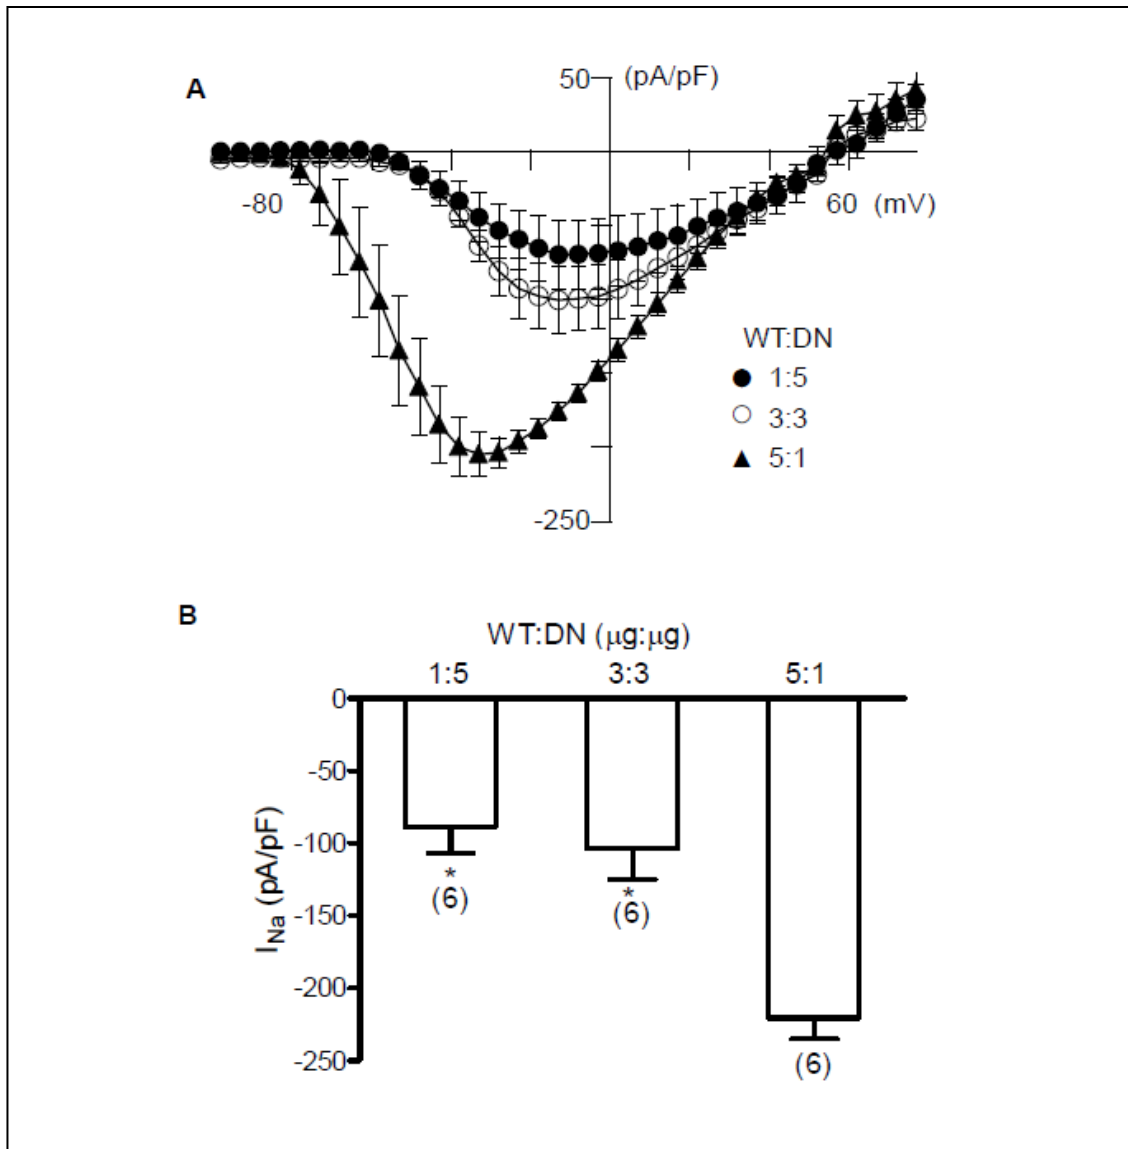 A
50 (pA/pF)
-80
60 (mV)
WT:DN
1:5
3:3
5:1
-250
B
WT:DN (μg:μg)
1:5 3:3 5:1
0
-50
-100
-150
-200
-250
INa (pA/pF)
* *
(6) (6)
(6)